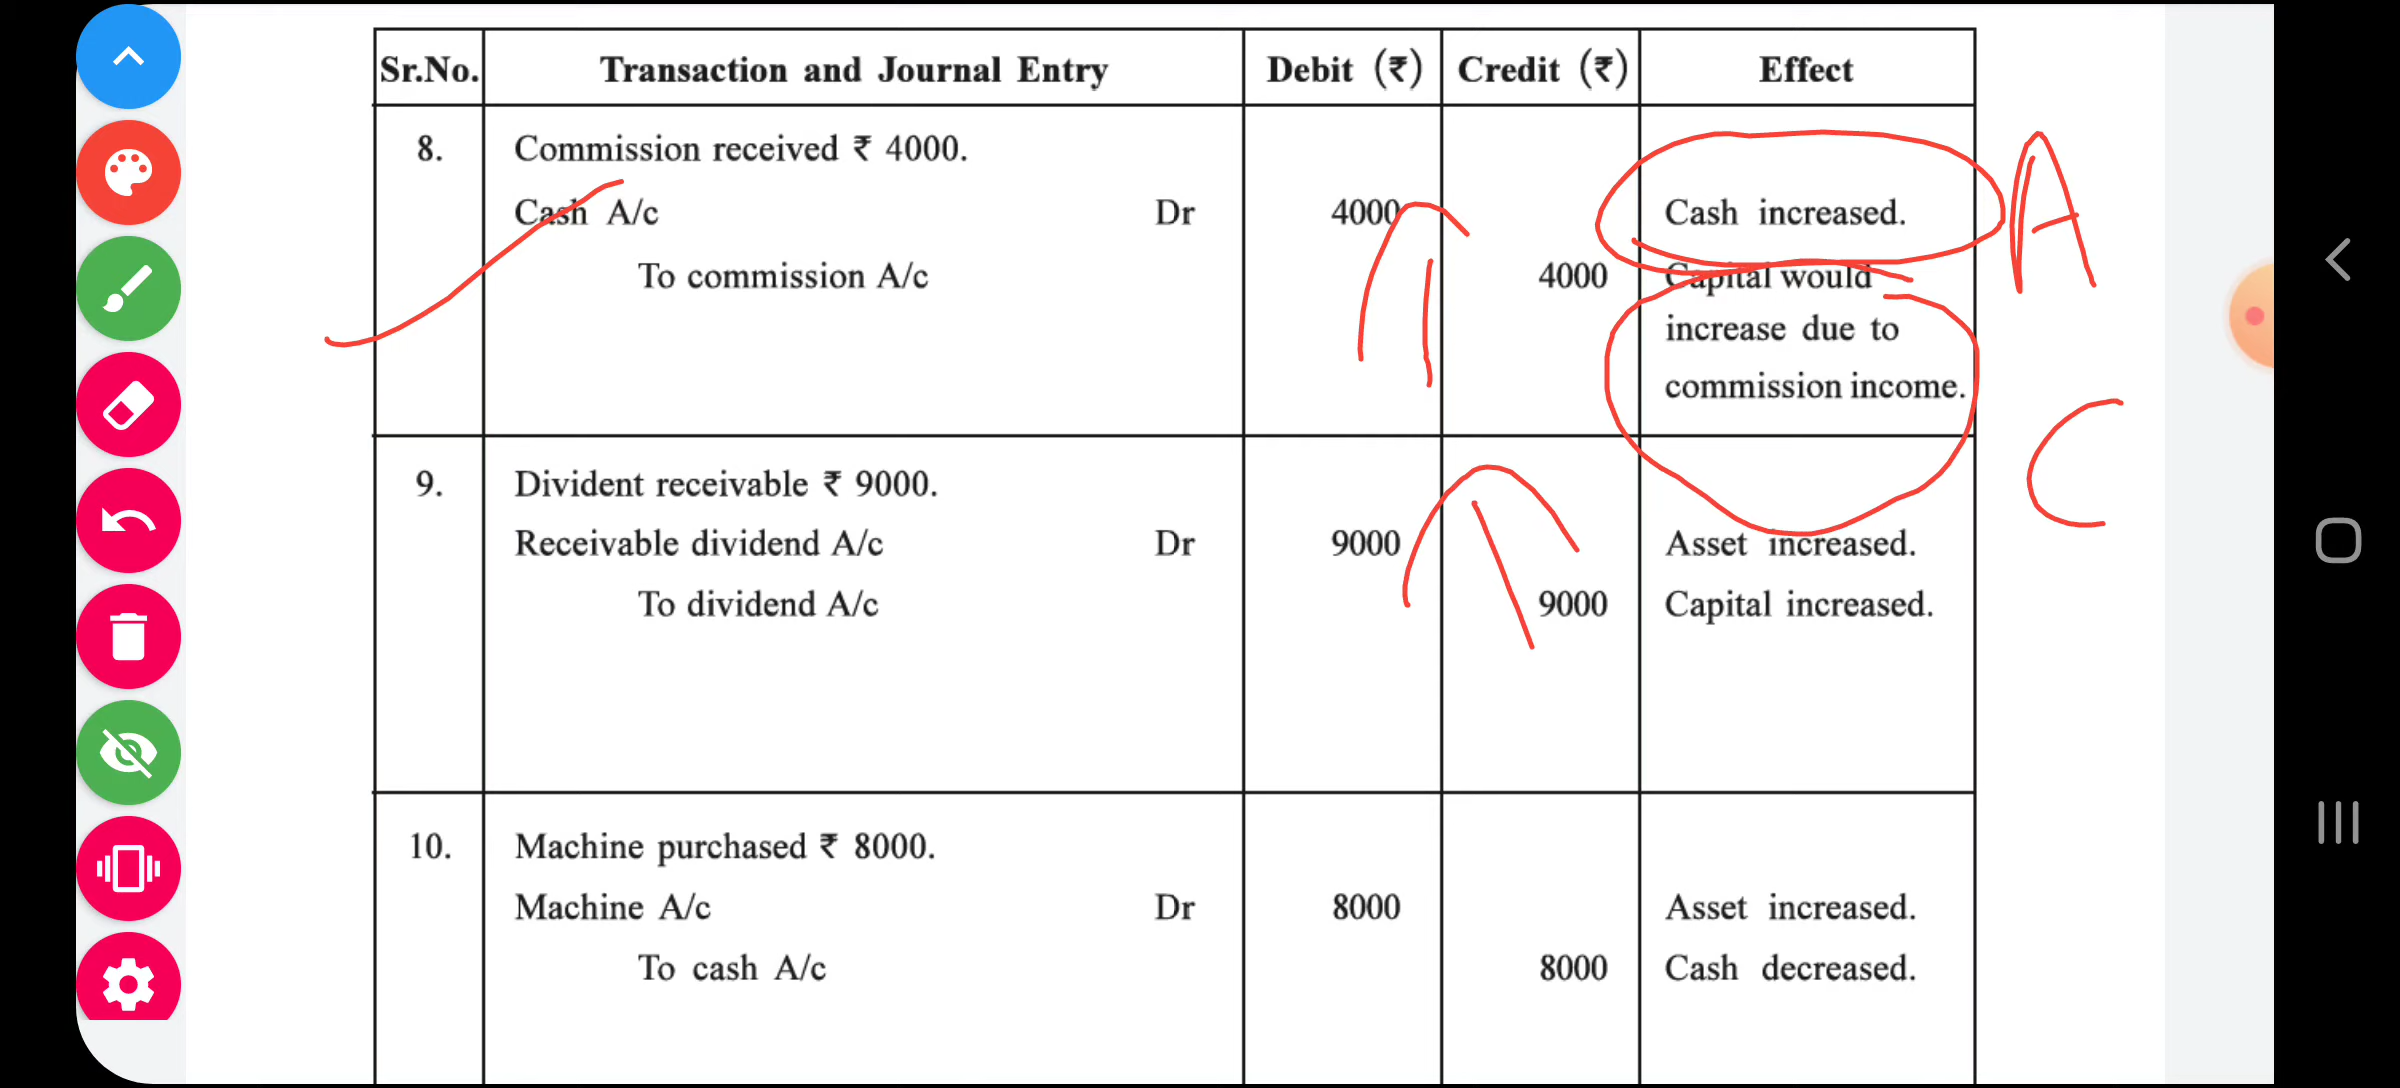 Sr.No. Transaction and Journal Entry Debit (₹) Credit (₹) Effect
8. Commission received ₹ 4000.
Cash A/c Dr 4000 Cash increased. A
To commission A/c 4000 Capital would
increase due to
commission income.
C
9. Divident receivable ₹ 9000.
Receivable dividend A/c Dr 9000 Asset increased.
To dividend A/c 9000 Capital increased.
10. Machine purchased ₹ 8000.
Machine A/c Dr 8000 Asset increased.
To cash A/c 8000 Cash decreased.